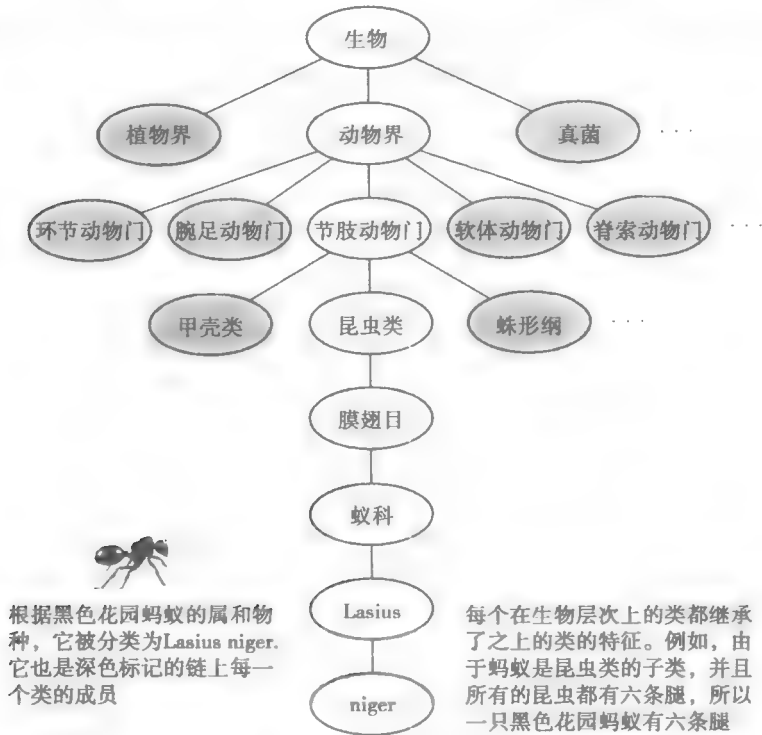 生物
植物界 动物界 真菌 ...
环节动物门 腕足动物门 节肢动物门 软体动物门 脊索动物门 ...
甲壳类 昆虫类 蛛形纲 ...
膜翅目
蚁科
Lasius
niger
根据黑色花园蚂蚁的属和物
种，它被分类为Lasius niger.
它也是深色标记的链上每一
个类的成员
每个在生物层次上的类都继承
了之上的类的特征。例如，由
于蚂蚁是昆虫类的子类，并且
所有的昆虫都有六条腿，所以
一只黑色花园蚂蚁有六条腿